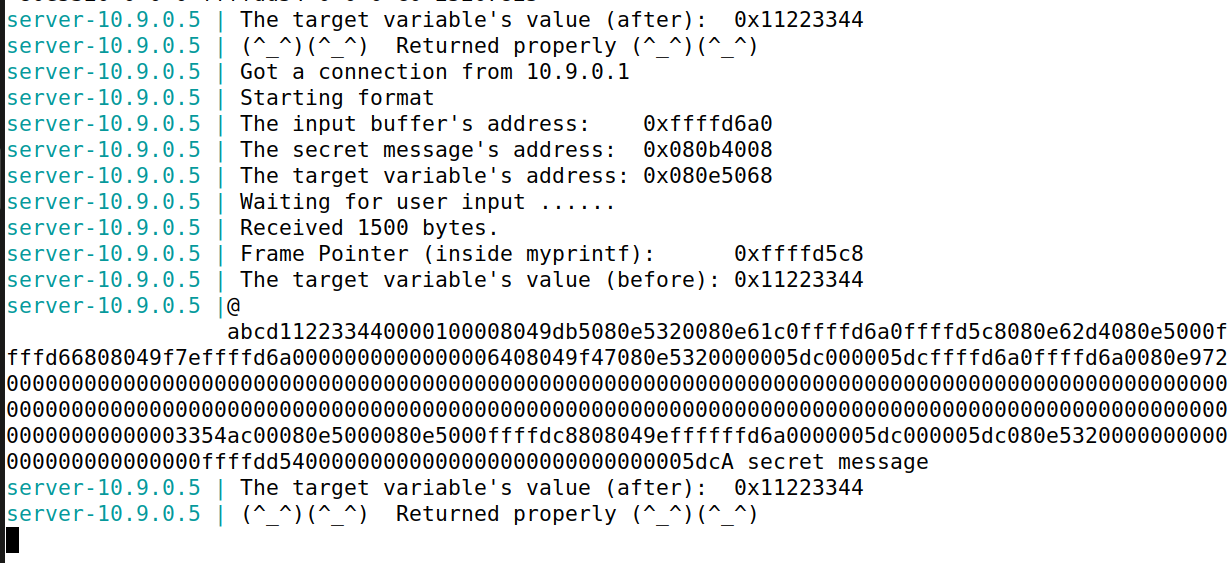 server-10.9.0.5 | The target variable's value (after):  0x11223344
server-10.9.0.5 | (^_^)(^_^)  Returned properly (^_^)(^_^)
server-10.9.0.5 | Got a connection from 10.9.0.1
server-10.9.0.5 | Starting format
server-10.9.0.5 | The input buffer's address:    0xffffd6a0
server-10.9.0.5 | The secret message's address:  0x080b4008
server-10.9.0.5 | The target variable's address: 0x080e5068
server-10.9.0.5 | Waiting for user input ......
server-10.9.0.5 | Received 1500 bytes.
server-10.9.0.5 | Frame Pointer (inside myprintf):      0xffffd5c8
server-10.9.0.5 | The target variable's value (before): 0x11223344
server-10.9.0.5 |@
abcd112233440000100008049db5080e5320080e61c0ffffd6a0ffffd5c8080e62d4080e5000f
fffd66808049f7effffd6a0000000000000006408049f47080e5320000005dc000005dcffffd6a0ffffd6a0080e972
0000000000000000000000000000000000000000000000000000000000000000000000000000000000000000000000
0000000000000000000000000000000000000000000000000000000000000000000000000000000000000000000000
00000000000003354ac00080e5000080e5000ffffdc8808049effffffd6a0000005dc000005dc080e5320000000000
000000000000000ffffdd5400000000000000000000000000005dcA secret message
server-10.9.0.5 | The target variable's value (after):  0x11223344
server-10.9.0.5 | (^_^)(^_^)  Returned properly (^_^)(^_^)